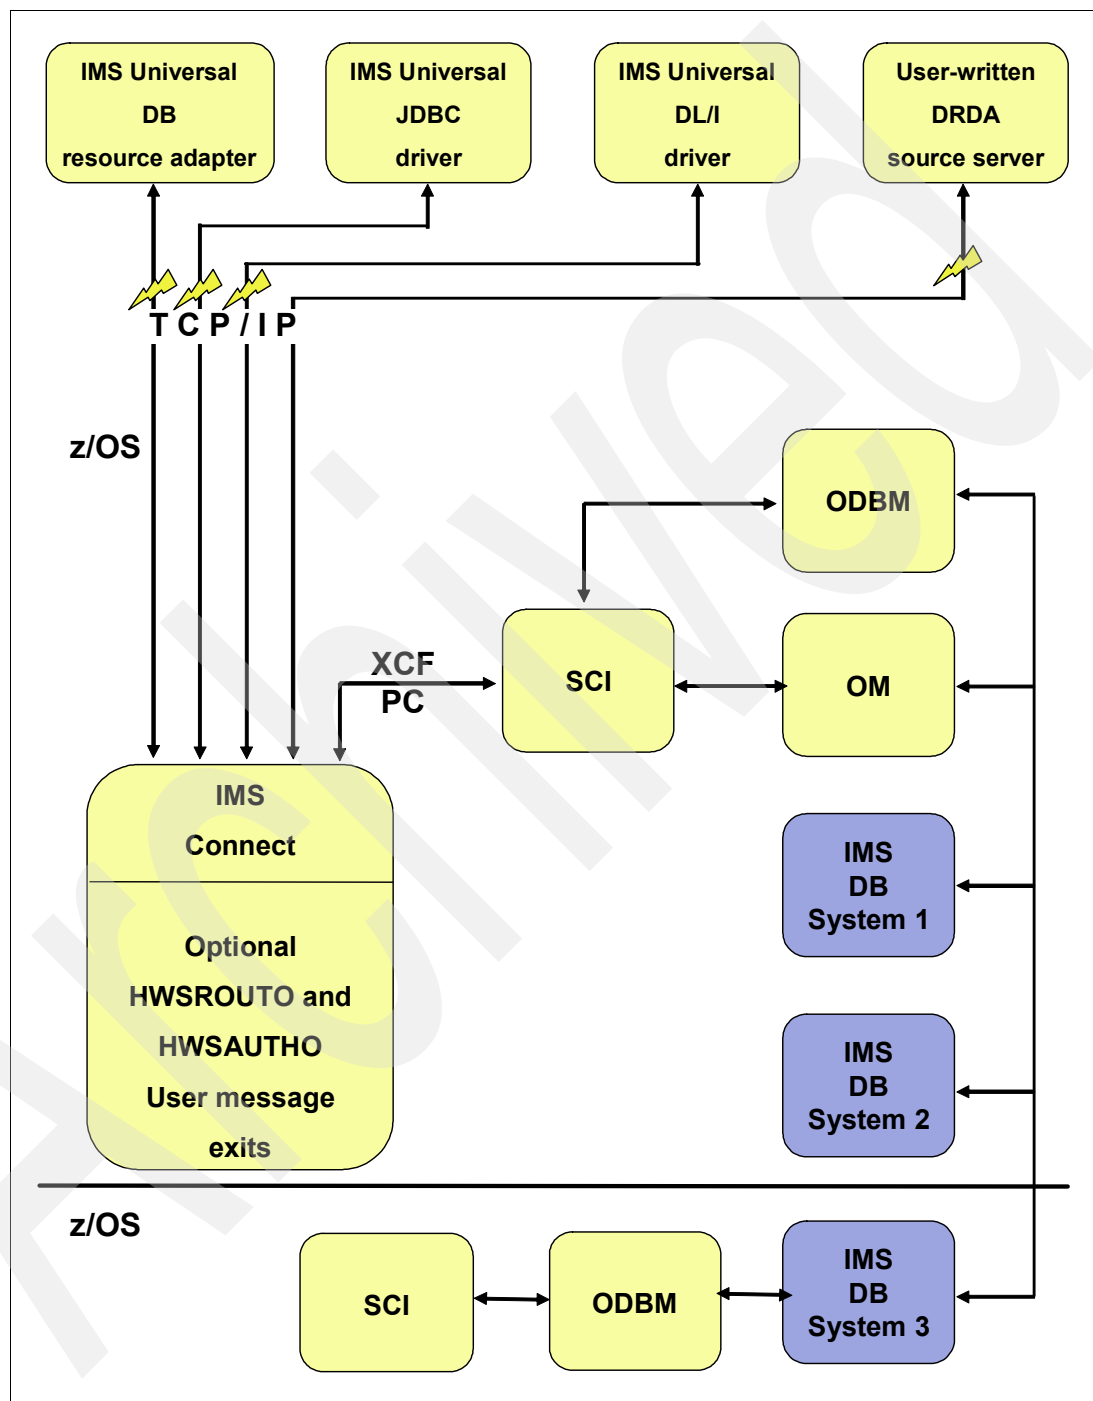 IMS Universal
DB
resource adapter
IMS Universal
JDBC
driver
IMS Universal
DL/I
driver
User-written
DRDA
source server
TCP/IP
z/OS
ODBM
XCF
PC
SCI
OM
IMS
Connect
Optional
HWSROUTO and
HWSAUTHO
User message
exits
IMS
DB
System 1
IMS
DB
System 2
z/OS
SCI
ODBM
IMS
DB
System 3
Archived